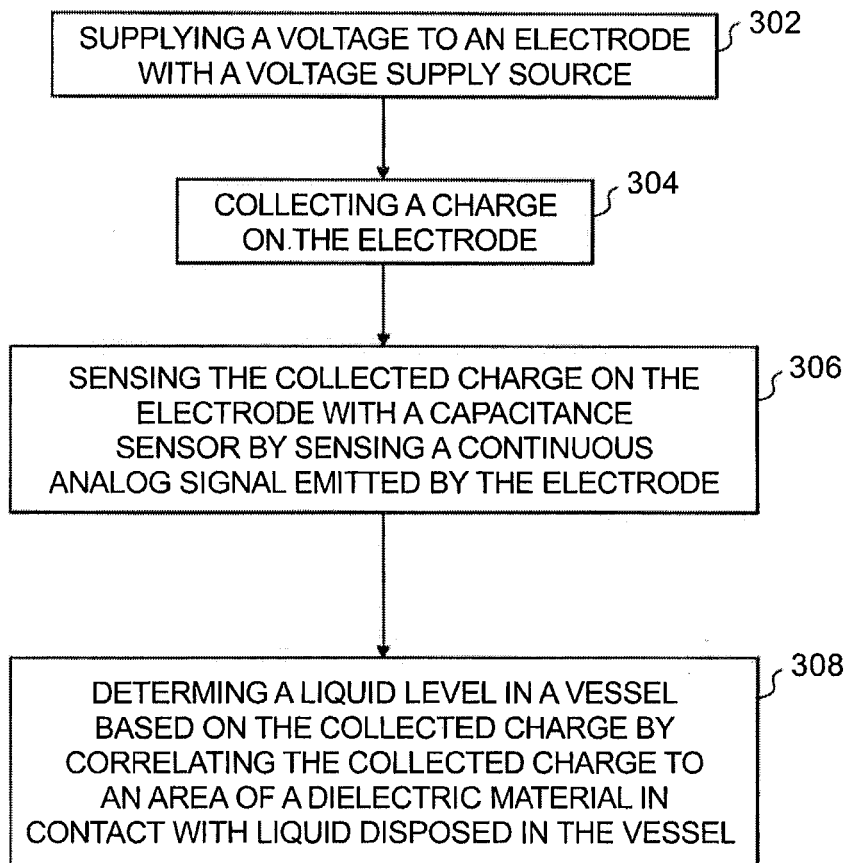 SUPPLYING A VOLTAGE TO AN ELECTRODE
WITH A VOLTAGE SUPPLY SOURCE
302
COLLECTING A CHARGE
ON THE ELECTRODE
304
SENSING THE COLLECTED CHARGE ON THE
ELECTRODE WITH A CAPACITANCE
SENSOR BY SENSING A CONTINUOUS
ANALOG SIGNAL EMITTED BY THE ELECTRODE
306
DETERMING A LIQUID LEVEL IN A VESSEL
BASED ON THE COLLECTED CHARGE BY
CORRELATING THE COLLECTED CHARGE TO
AN AREA OF A DIELECTRIC MATERIAL IN
CONTACT WITH LIQUID DISPOSED IN THE VESSEL
308